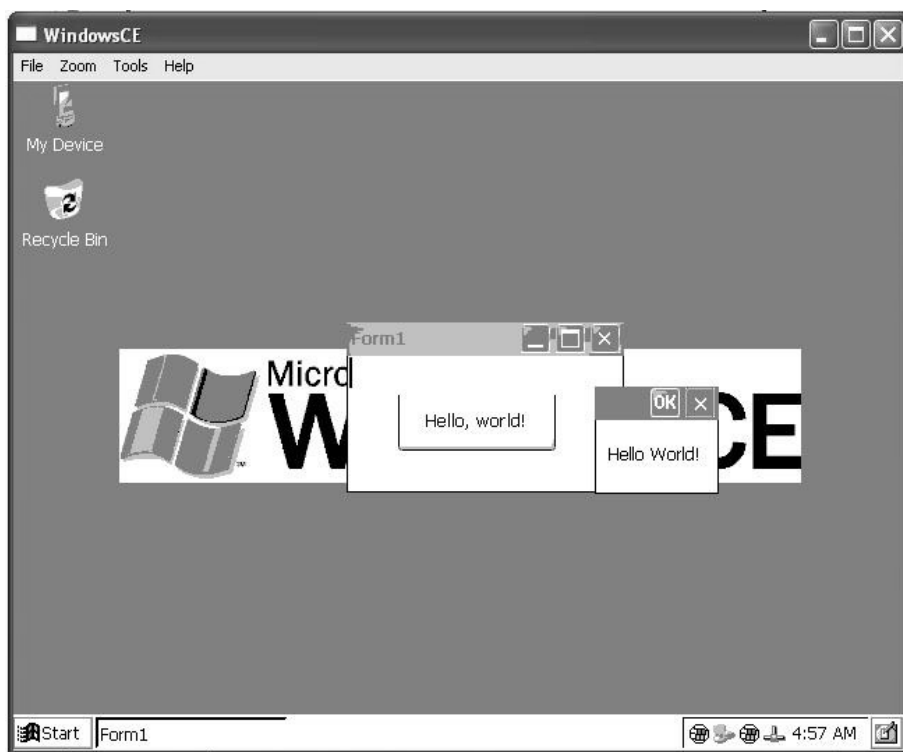 WindowsCE
File Zoom Tools Help
My Device
Recycle Bin
Form1
Micro
W CE
TM
Hello, world!
OK
Hello World!
Start Form1 4:57 AM